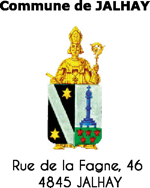 Commune de JALHAY
Rue de la Fagne, 46
4845 JALHAY